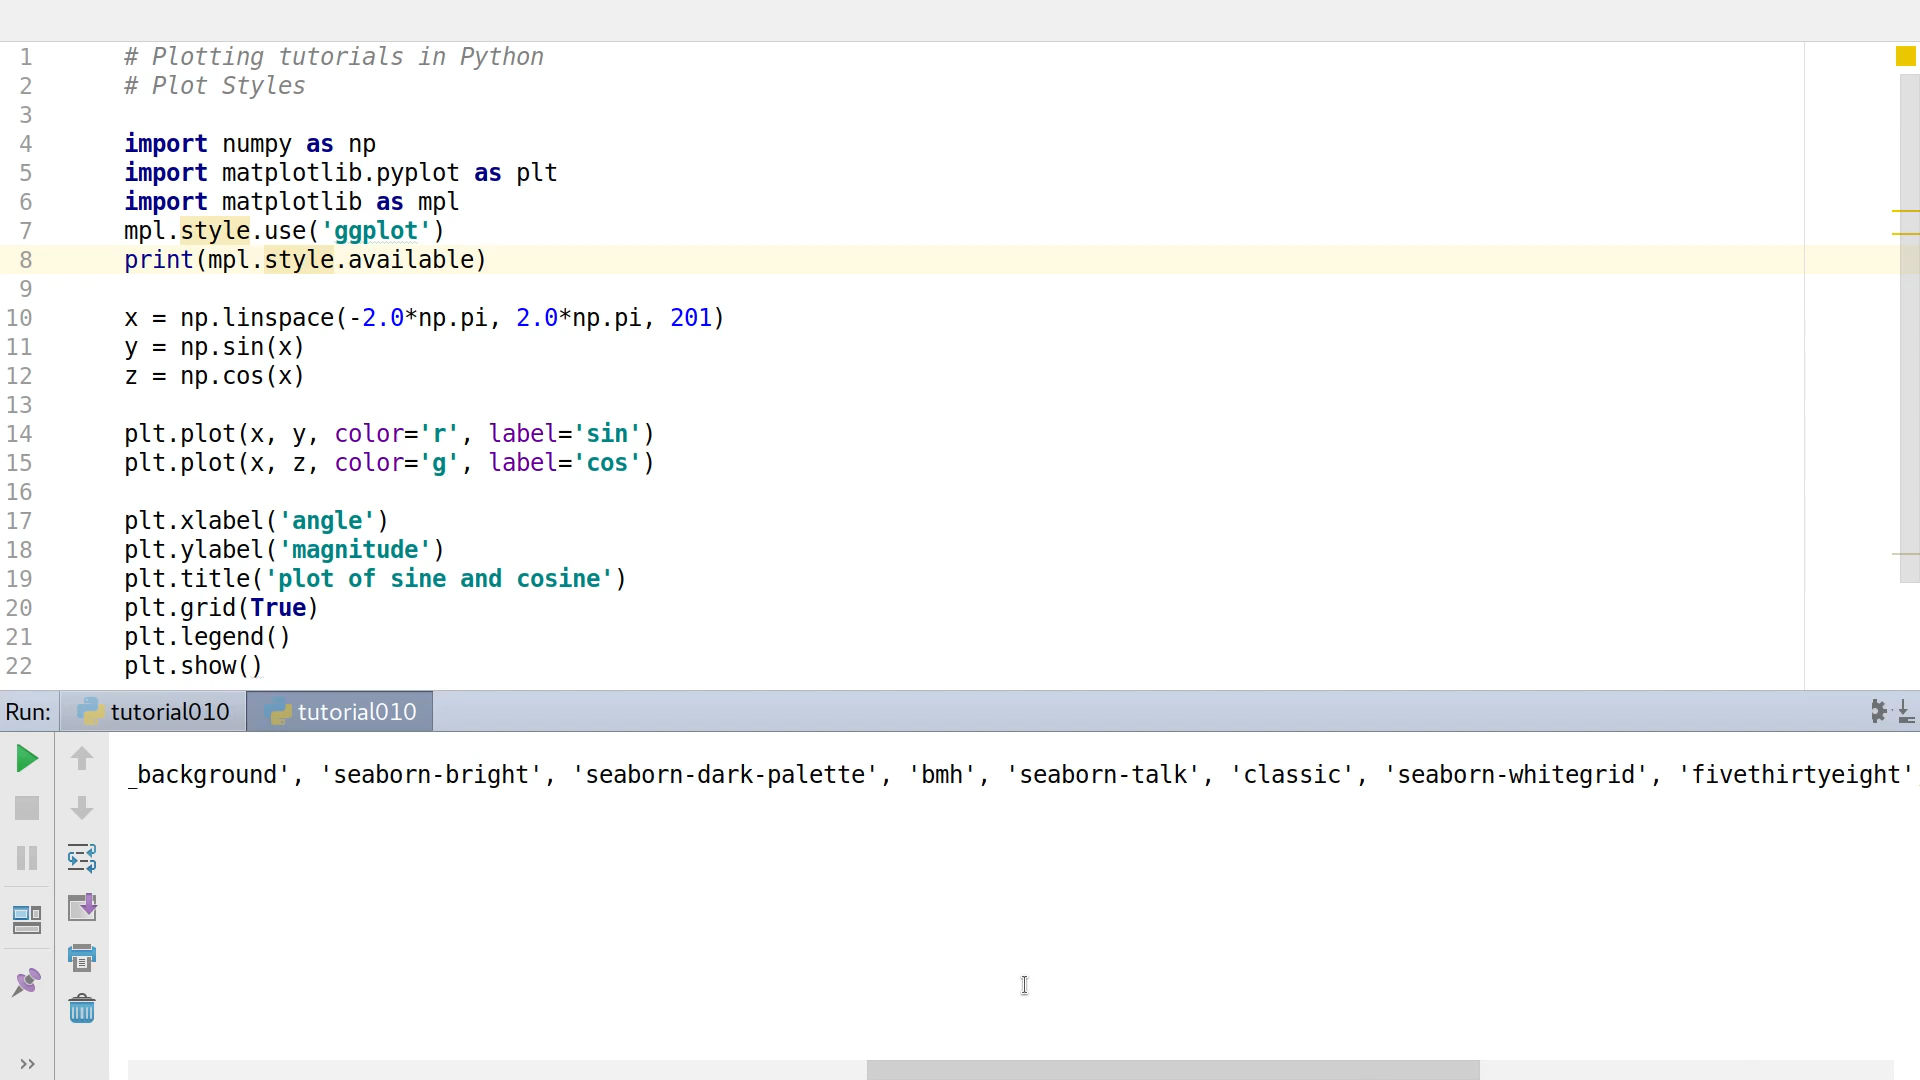 1 # Plotting tutorials in Python
2 # Plot Styles
3
4 import numpy as np
5 import matplotlib.pyplot as plt
6 import matplotlib as mpl
7 mpl.style.use('ggplot')
8 print(mpl.style.available)
9
10 x = np.linspace(-2.0*np.pi, 2.0*np.pi, 201)
11 y = np.sin(x)
12 z = np.cos(x)
13
14 plt.plot(x, y, color='r', label='sin')
15 plt.plot(x, z, color='g', label='cos')
16
17 plt.xlabel('angle')
18 plt.ylabel('magnitude')
19 plt.title('plot of sine and cosine')
20 plt.grid(True)
21 plt.legend()
22 plt.show()
Run: tutorial010 tutorial010
_background', 'seaborn-bright', 'seaborn-dark-palette', 'bmh', 'seaborn-talk', 'classic', 'seaborn-whitegrid', 'fivethirtyeight'